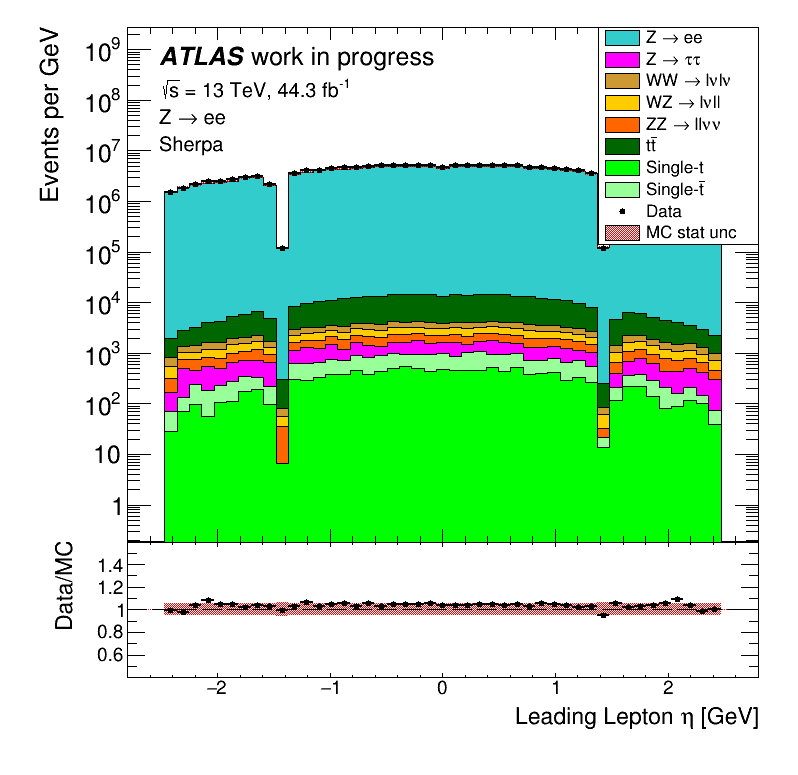 Events per GeV
10⁹
10⁸
10⁷
10⁶
10⁵
10⁴
10³
10²
10
1
ATLAS work in progress
√s = 13 TeV, 44.3 fb⁻¹
Z → ee
Sherpa
Z → ee
Z → ττ
WW → lνlν
WZ → lνll
ZZ → llνν
tt̄
Single-t
Single-t̄
Data
MC stat unc
Data/MC
1.4
1.2
1
0.8
0.6
−2
−1
0
1
2
Leading Lepton η [GeV]